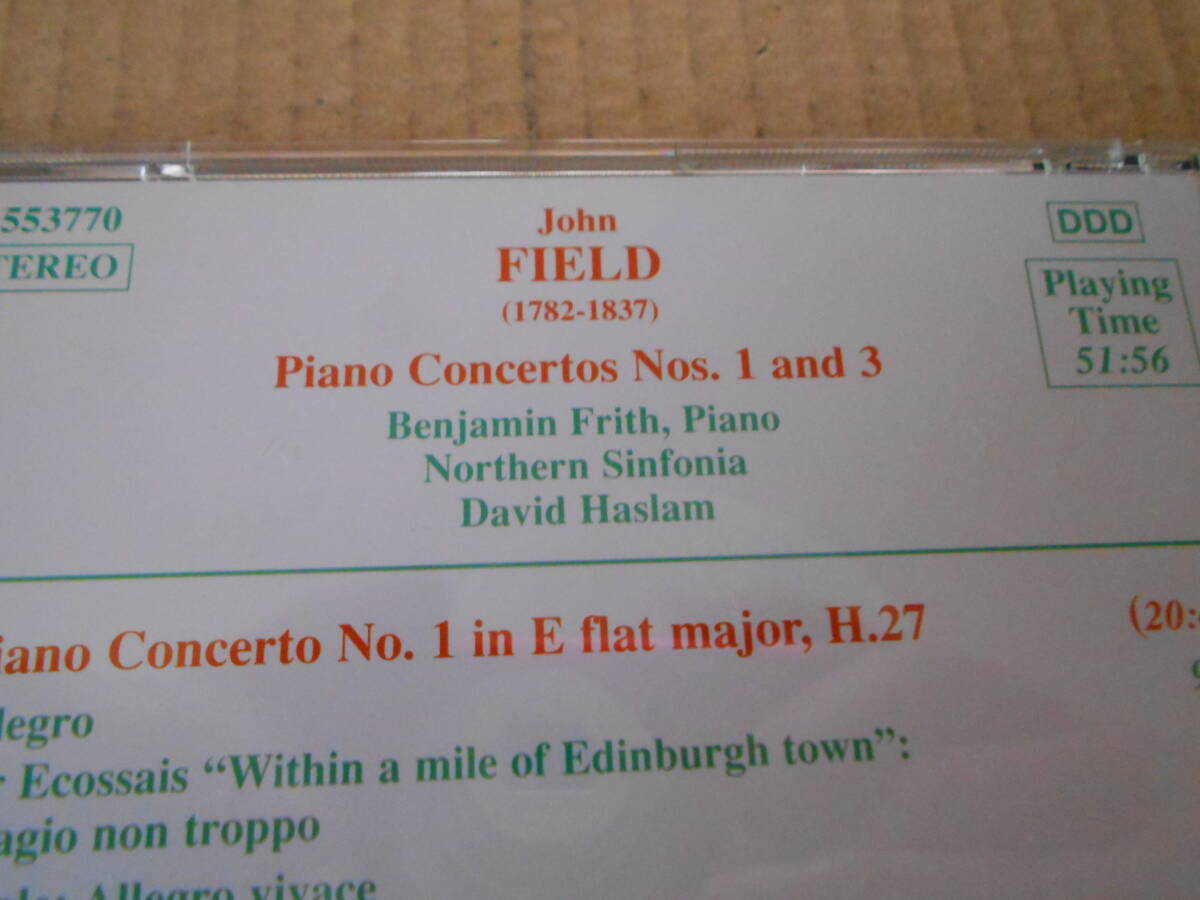 553770
TEREO
John
FIELD
(1782-1837)
Piano Concertos Nos. 1 and 3
Benjamin Frith, Piano
Northern Sinfonia
David Haslam
DDD
Playing
Time
51:56
iano Concerto No. 1 in E flat major, H.27
(20:
legro
r Ecossais “Within a mile of Edinburgh town”:
agio non troppo
Allegro vivace